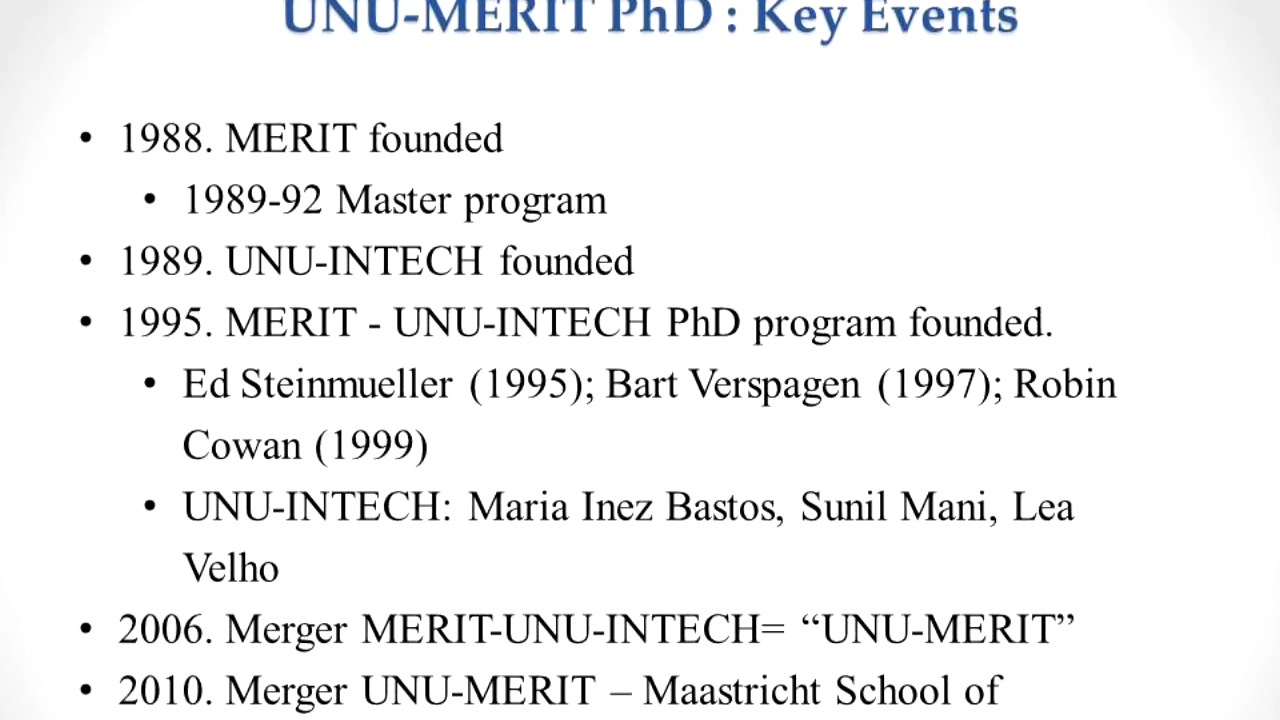 UNU-MERIT PhD : Key Events
• 1988. MERIT founded
• 1989-92 Master program
• 1989. UNU-INTECH founded
• 1995. MERIT - UNU-INTECH PhD program founded.
• Ed Steinmueller (1995); Bart Verspagen (1997); Robin
Cowan (1999)
• UNU-INTECH: Maria Inez Bastos, Sunil Mani, Lea
Velho
• 2006. Merger MERIT-UNU-INTECH= “UNU-MERIT”
• 2010. Merger UNU-MERIT – Maastricht School of